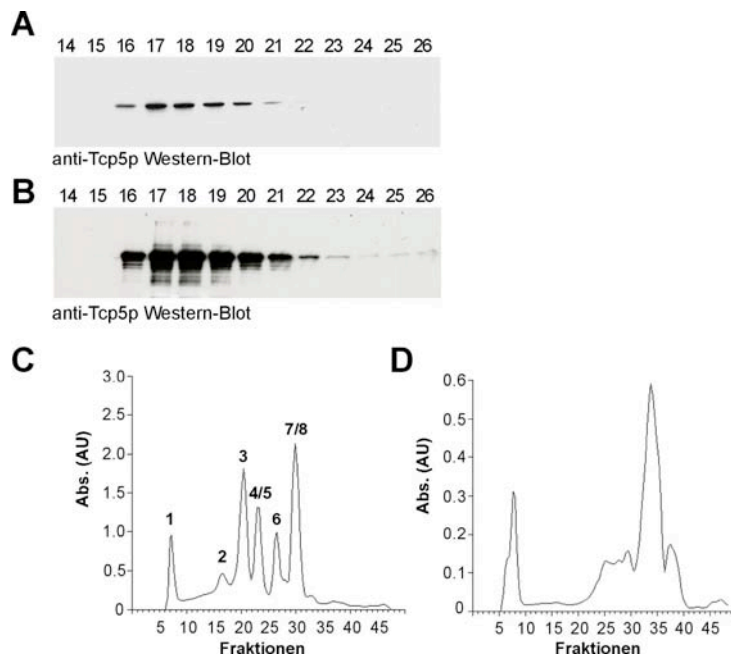 A
14 15 16 17 18 19 20 21 22 23 24 25 26
anti-Tcp5p Western-Blot
B
14 15 16 17 18 19 20 21 22 23 24 25 26
anti-Tcp5p Western-Blot
C
3.0
2.5
2.0
1.5
1.0
0.5
0
Abs. (AU)
1
2
3
4/5
6
7/8
5 10 15 20 25 30 35 40 45
Fraktionen
D
0.6
0.4
0.3
0.2
0.1
0
Abs. (AU)
5 10 15 20 25 30 35 40 45
Fraktionen